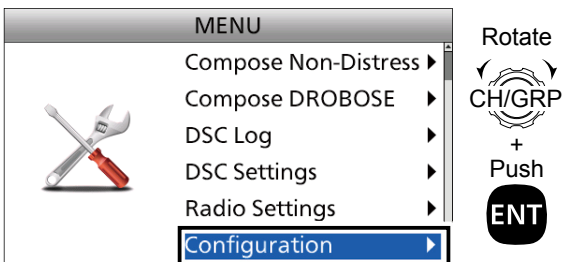 MENU
Compose Non-Distress
Compose DROBOSE
DSC Log
DSC Settings
Radio Settings
Configuration
Rotate
CH/GRP
+
Push
ENT